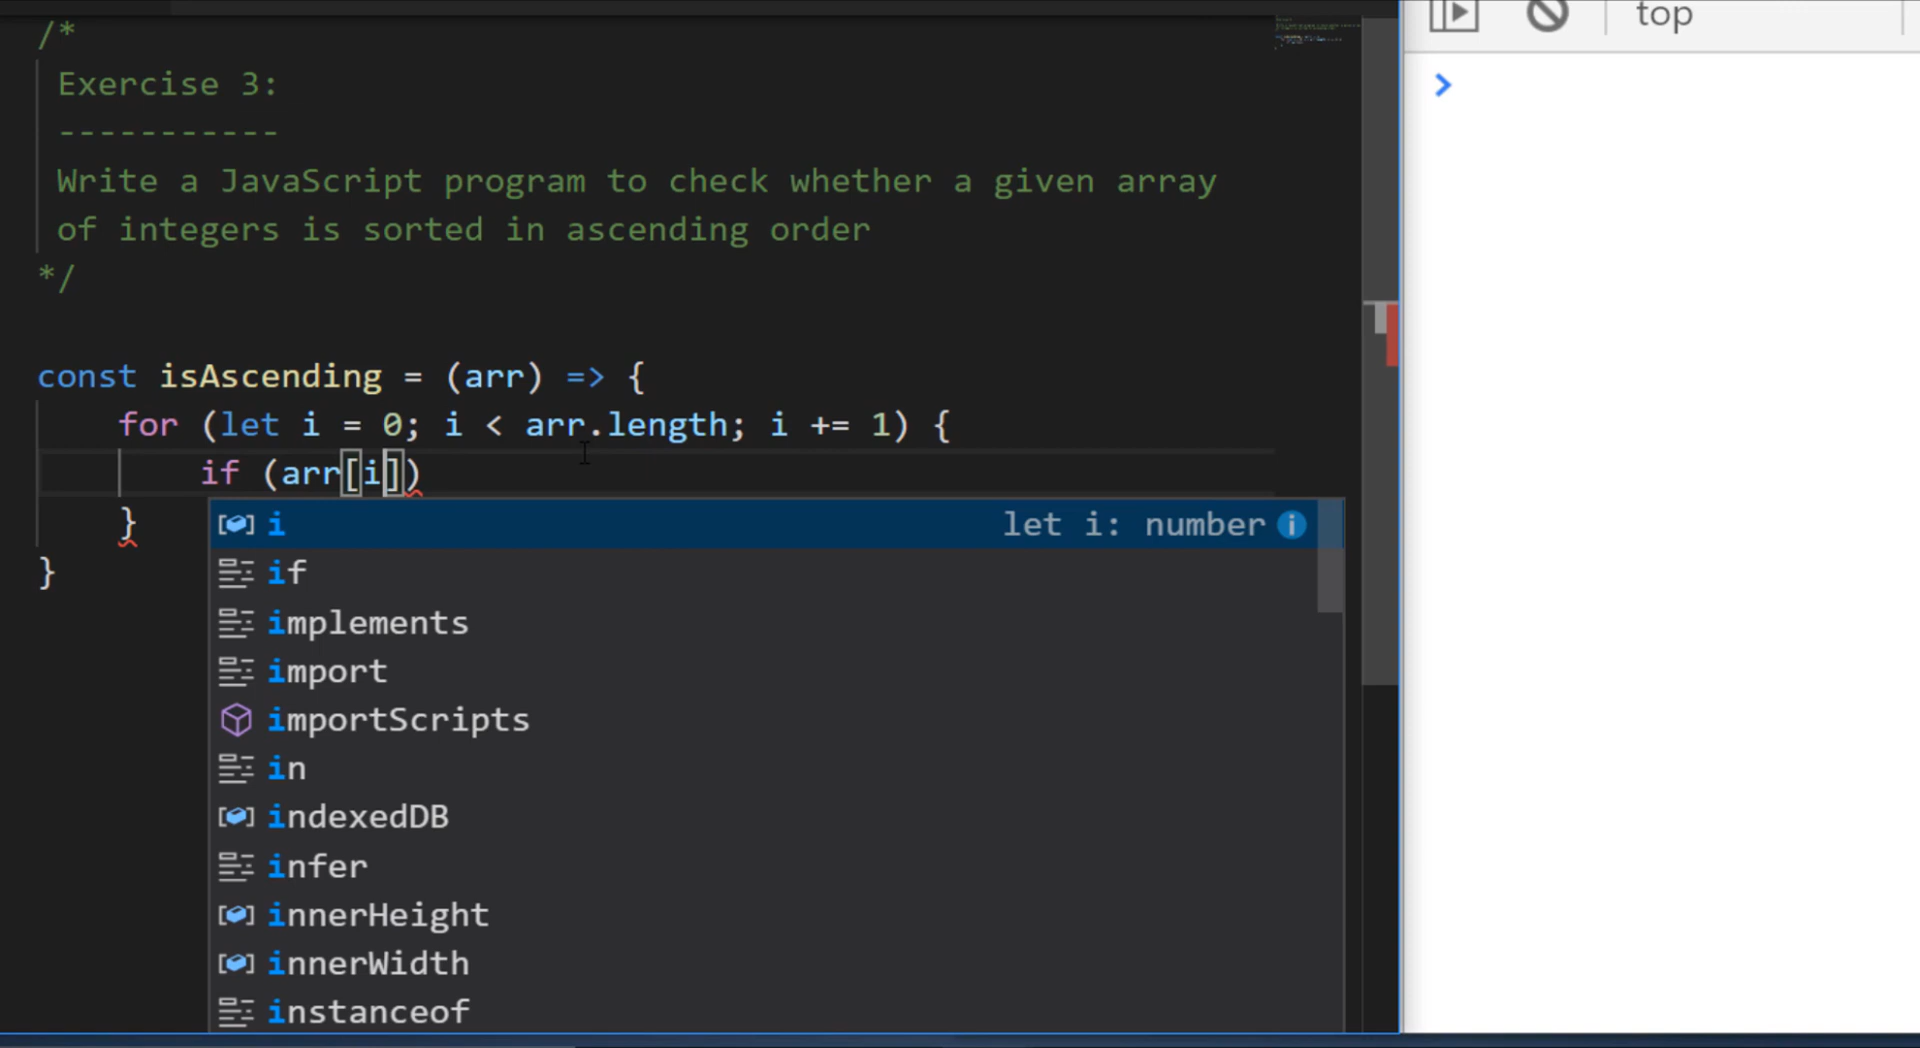 /*
Exercise 3:
-----------
Write a JavaScript program to check whether a given array
of integers is sorted in ascending order
*/
const isAscending = (arr) => {
for (let i = 0; i < arr.length; i += 1) {
if (arr[i])
}
}
i let i: number
if
implements
import
importScripts
in
indexedDB
infer
innerHeight
innerWidth
instanceof
top
>